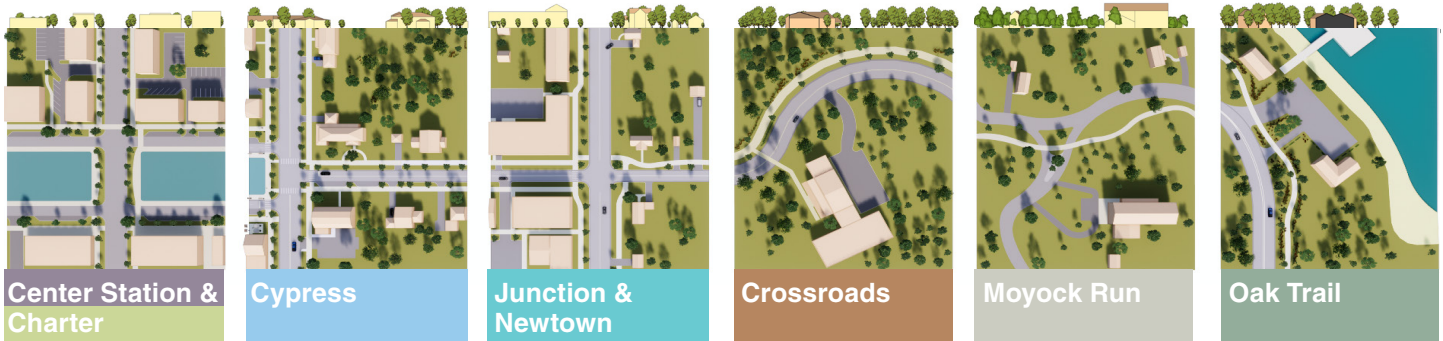 Center Station &
Charter
Cypress
Junction &
Newtown
Crossroads
Moyock Run
Oak Trail